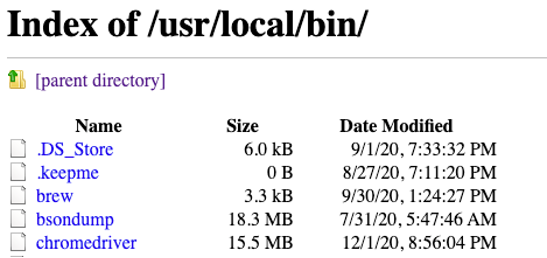 Index of /usr/local/bin/
[parent directory]
Name Size Date Modified
.DS_Store 6.0 kB 9/1/20, 7:33:32 PM
.keepme 0 B 8/27/20, 7:11:20 PM
brew 3.3 kB 9/30/20, 1:24:27 PM
bsondump 18.3 MB 7/31/20, 5:47:46 AM
chromedriver 15.5 MB 12/1/20, 8:56:04 PM